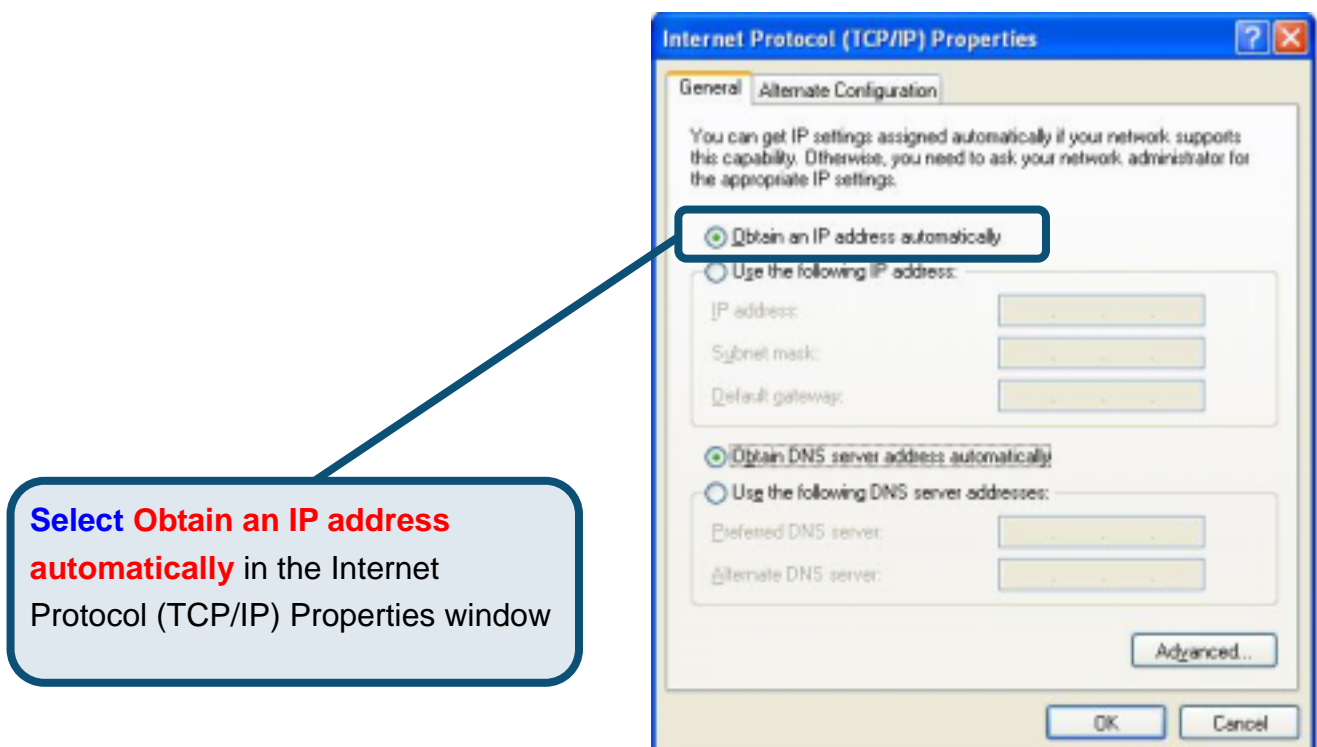 Internet Protocol (TCP/IP) Properties
General
Alternate Configuration
You can get IP settings assigned automatically if your network supports
this capability. Otherwise, you need to ask your network administrator for
the appropriate IP settings.
Obtain an IP address automatically
Use the following IP address:
IP address:
Subnet mask:
Default gateway:
Obtain DNS server address automatically
Use the following DNS server addresses:
Preferred DNS server:
Alternate DNS server:
Advanced...
OK
Cancel
Select Obtain an IP address
automatically in the Internet
Protocol (TCP/IP) Properties window